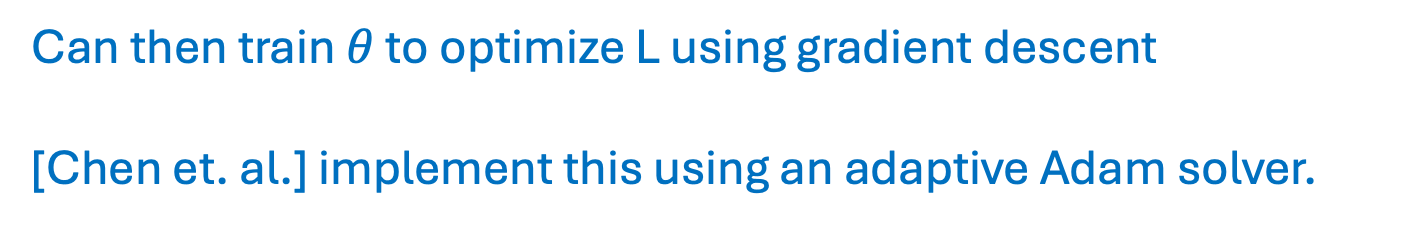 Can then train θ to optimize L using gradient descent
[Chen et. al.] implement this using an adaptive Adam solver.